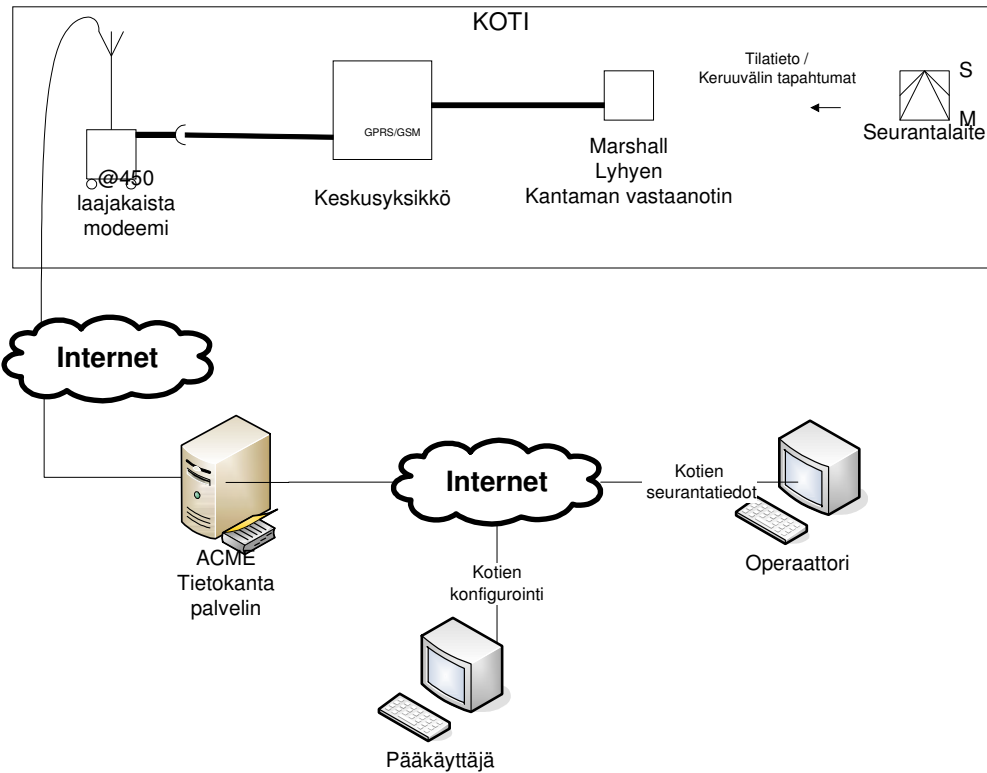 KOTI
Tilatieto /
Keruuvälin tapahtumat
S
M
Seurantalaite
GPRS/GSM
Marshall
Lyhyen
Kantaman vastaanotin
Keskusyksikkö
@450
laajakaista
modeemi
Internet
Internet
Kotien
seurantatiedot
Operaattori
ACME
Tietokanta
palvelin
Kotien
konfigurointi
Pääkäyttäjä